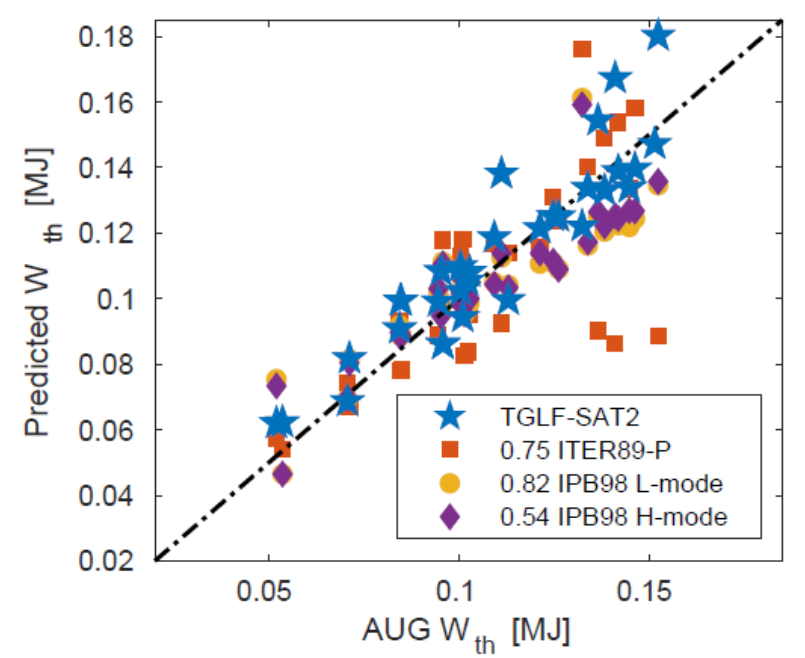 0.18
0.16
0.14
0.12
0.1
0.08
0.06
0.04
0.02
Predicted W th [MJ]
TGLF-SAT2
0.75 ITER89-P
0.82 IPB98 L-mode
0.54 IPB98 H-mode
0.05 0.1 0.15
AUG W th [MJ]